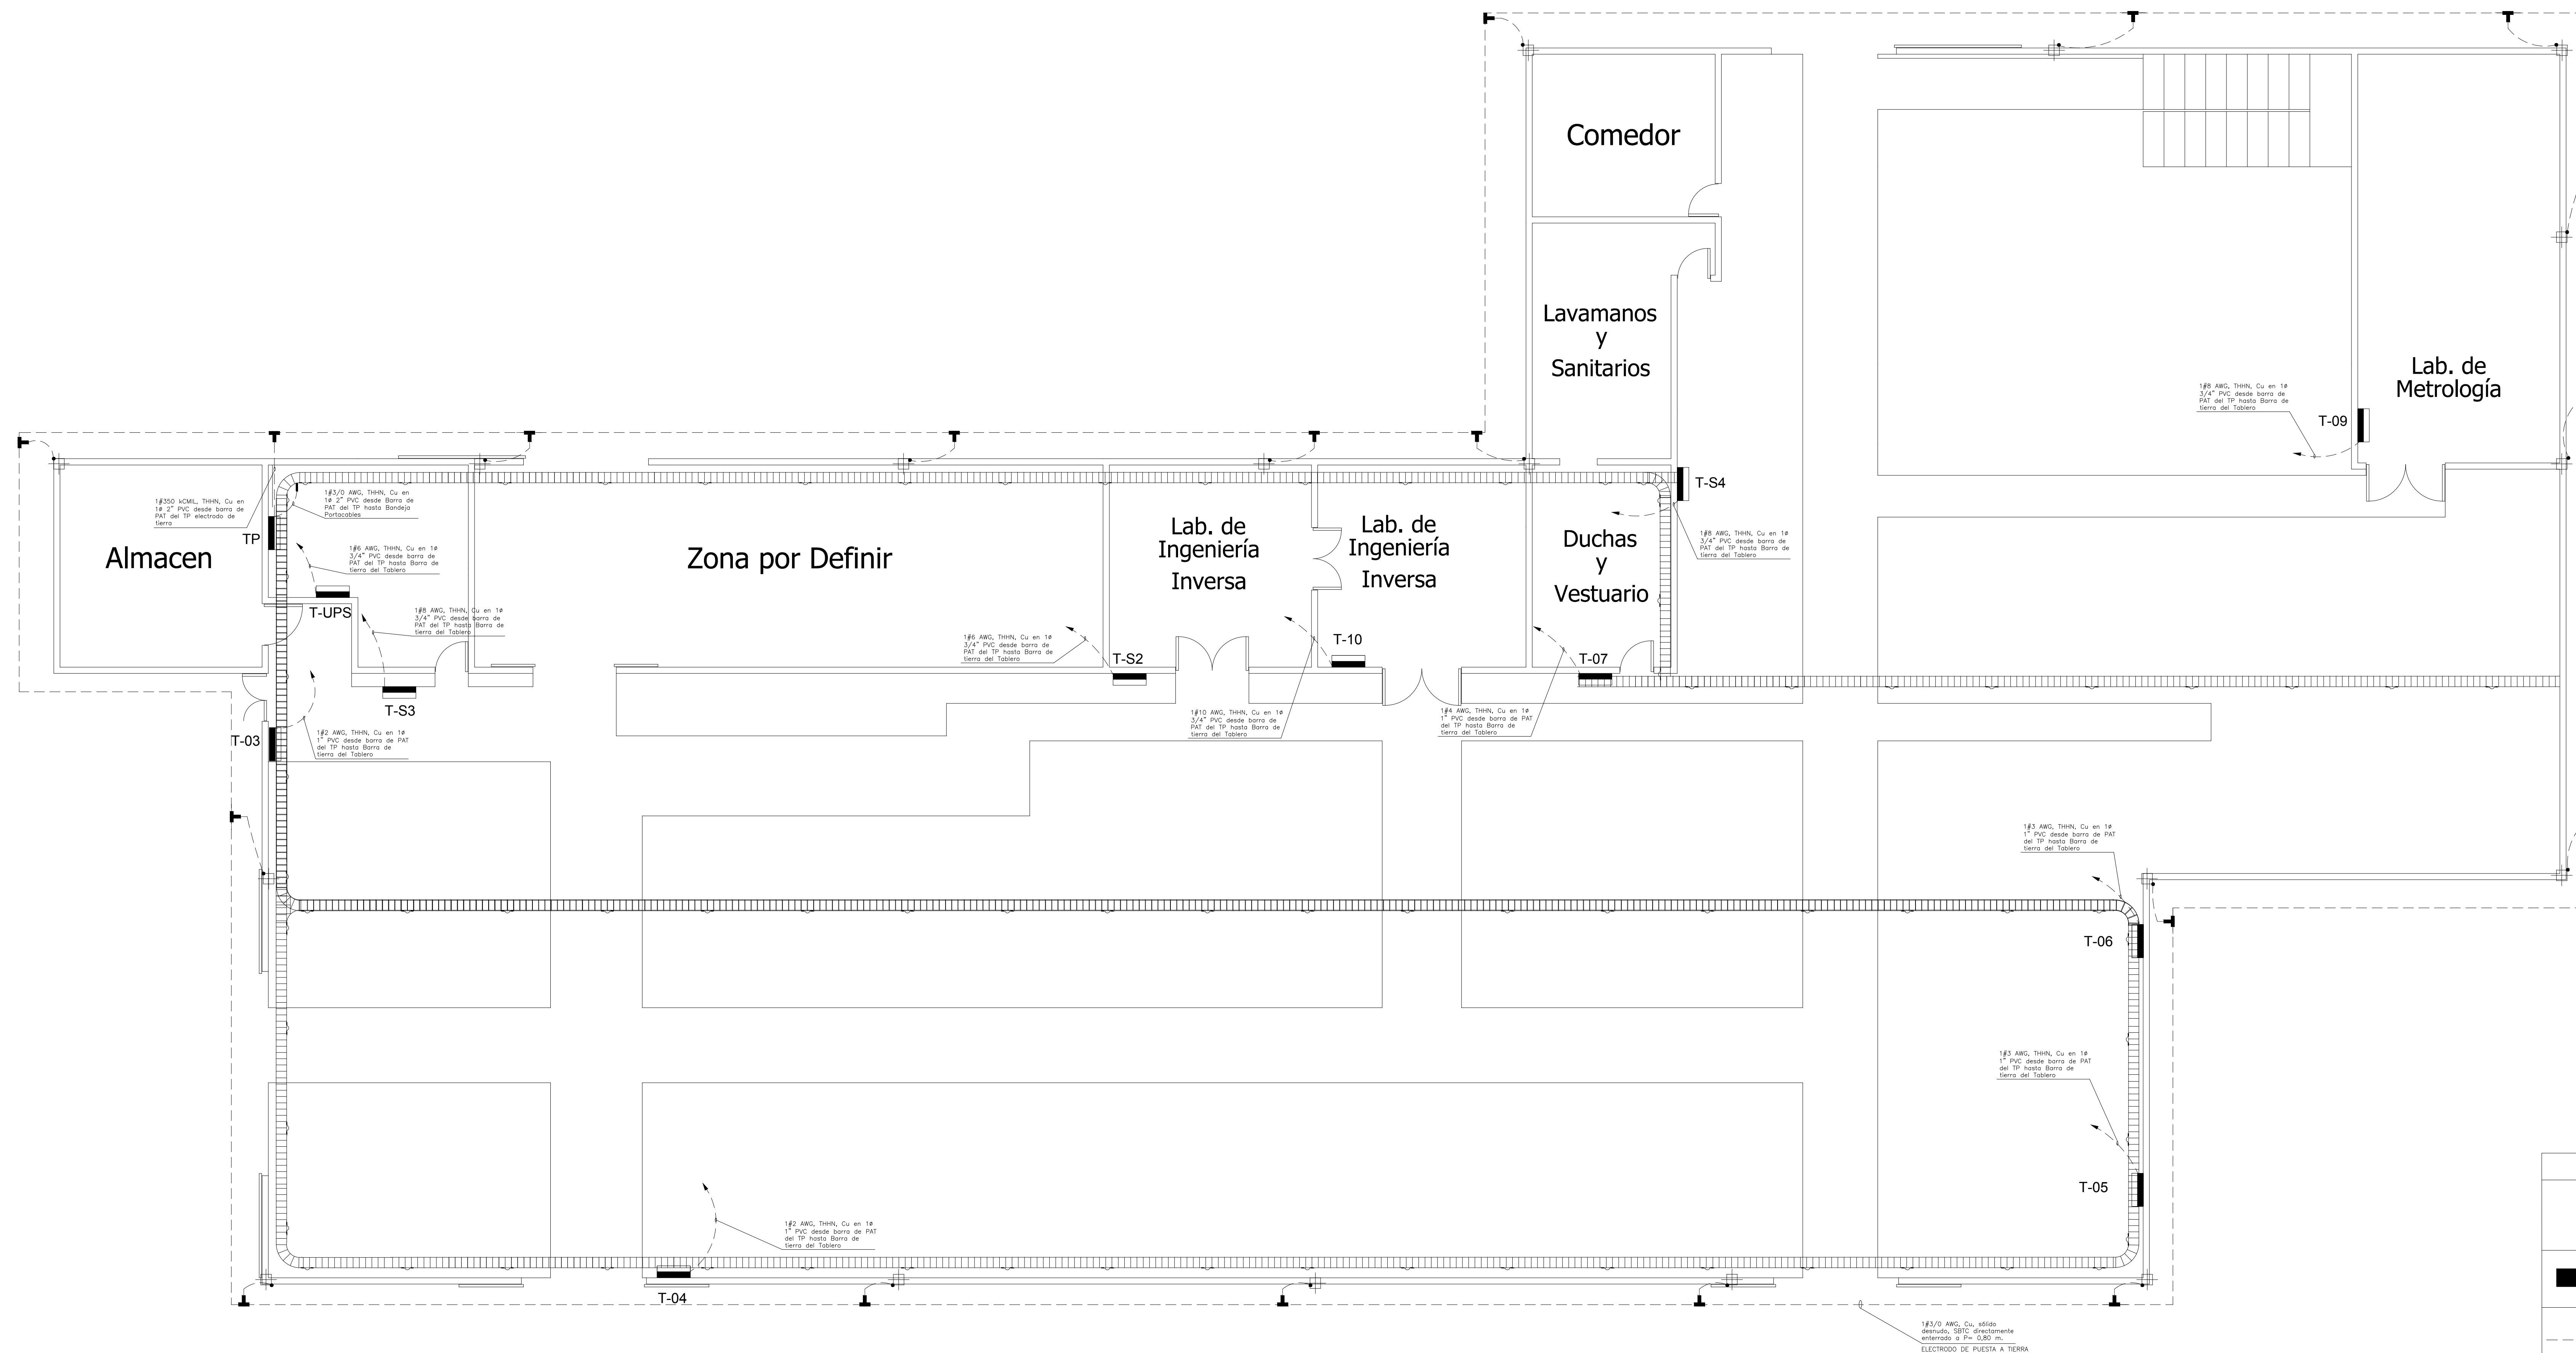 Comedor
Lavamanos
y
Sanitarios
Lab. de
Metrología
1#8 AWG, THHN, Cu en 1ø
3/4" PVC desde barra de
PAT del TP hasta Barra de
tierra del Tablero
T-09
1#350 kCMIL, THHN, Cu en
1ø 2" PVC desde barra de
PAT del TP electrodo de
tierra
1#3/0 AWG, THHN, Cu en
1ø 2" PVC desde Barra de
PAT del TP hasta Bandeja
Portacables
TP
Almacen
1#6 AWG, THHN, Cu en 1ø
3/4" PVC desde barra de
PAT del TP hasta Barra de
tierra del Tablero
T-UPS
1#8 AWG, THHN, Cu en 1ø
3/4" PVC desde barra de
PAT del TP hasta Barra de
tierra del Tablero
T-S3
Zona por Definir
1#6 AWG, THHN, Cu en 1ø
3/4" PVC desde barra de
PAT del TP hasta Barra de
tierra del Tablero
T-S2
Lab. de
Ingeniería
Inversa
Lab. de
Ingeniería
Inversa
T-10
Duchas
y
Vestuario
T-07
T-S4
1#8 AWG, THHN, Cu en 1ø
3/4" PVC desde barra de
PAT del TP hasta Barra de
tierra del Tablero
T-03
1#2 AWG, THHN, Cu en 1ø
1" PVC desde barra de PAT
del TP hasta Barra de
tierra del Tablero
1#10 AWG, THHN, Cu en 1ø
3/4" PVC desde barra de
PAT del TP hasta Barra de
tierra del Tablero
1#4 AWG, THHN, Cu en 1ø
1" PVC desde barra de PAT
del TP hasta Barra de
tierra del Tablero
1#3 AWG, THHN, Cu en 1ø
1" PVC desde barra de PAT
del TP hasta Barra de
tierra del Tablero
T-06
1#3 AWG, THHN, Cu en 1ø
1" PVC desde barra de PAT
del TP hasta Barra de
tierra del Tablero
T-05
1#2 AWG, THHN, Cu en 1ø
1" PVC desde barra de PAT
del TP hasta Barra de
tierra del Tablero
T-04
1#3/0 AWG, Cu, sólido
desnudo, SBTC directamente
enterrado a P= 0,80 m.
ELECTRODO DE PUESTA A TIERRA